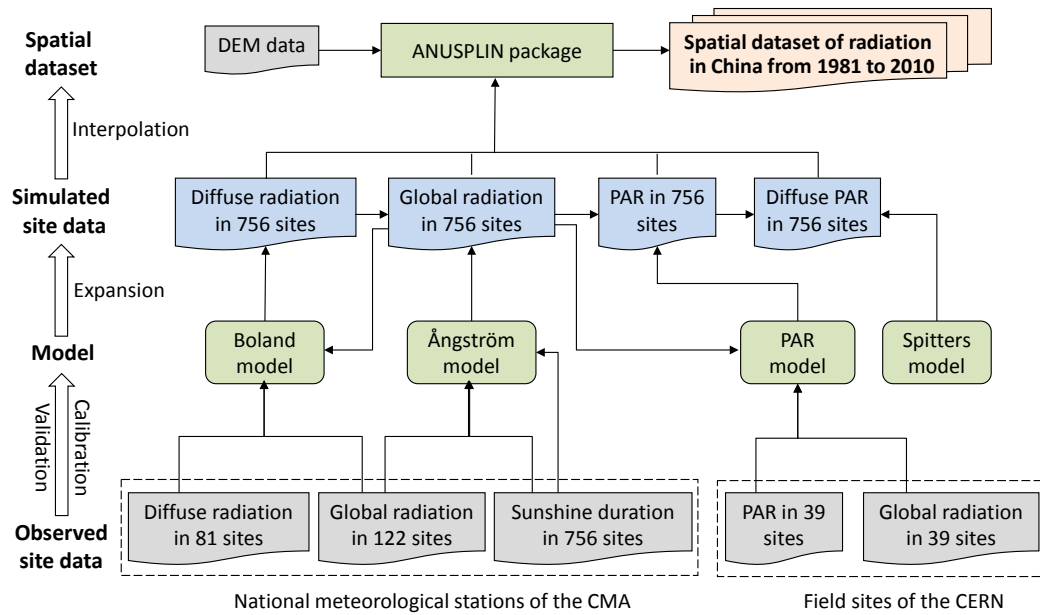 Spatial
dataset
DEM data
ANUSPLIN package
Spatial dataset of radiation
in China from 1981 to 2010
Interpolation
Simulated
site data
Diffuse radiation
in 756 sites
Global radiation
in 756 sites
PAR in 756
sites
Diffuse PAR
in 756 sites
Expansion
Model
Boland
model
Ångström
model
PAR
model
Spitters
model
Validation
Calibration
Observed
site data
Diffuse radiation
in 81 sites
Global radiation
in 122 sites
Sunshine duration
in 756 sites
PAR in 39
sites
Global radiation
in 39 sites
National meteorological stations of the CMA
Field sites of the CERN